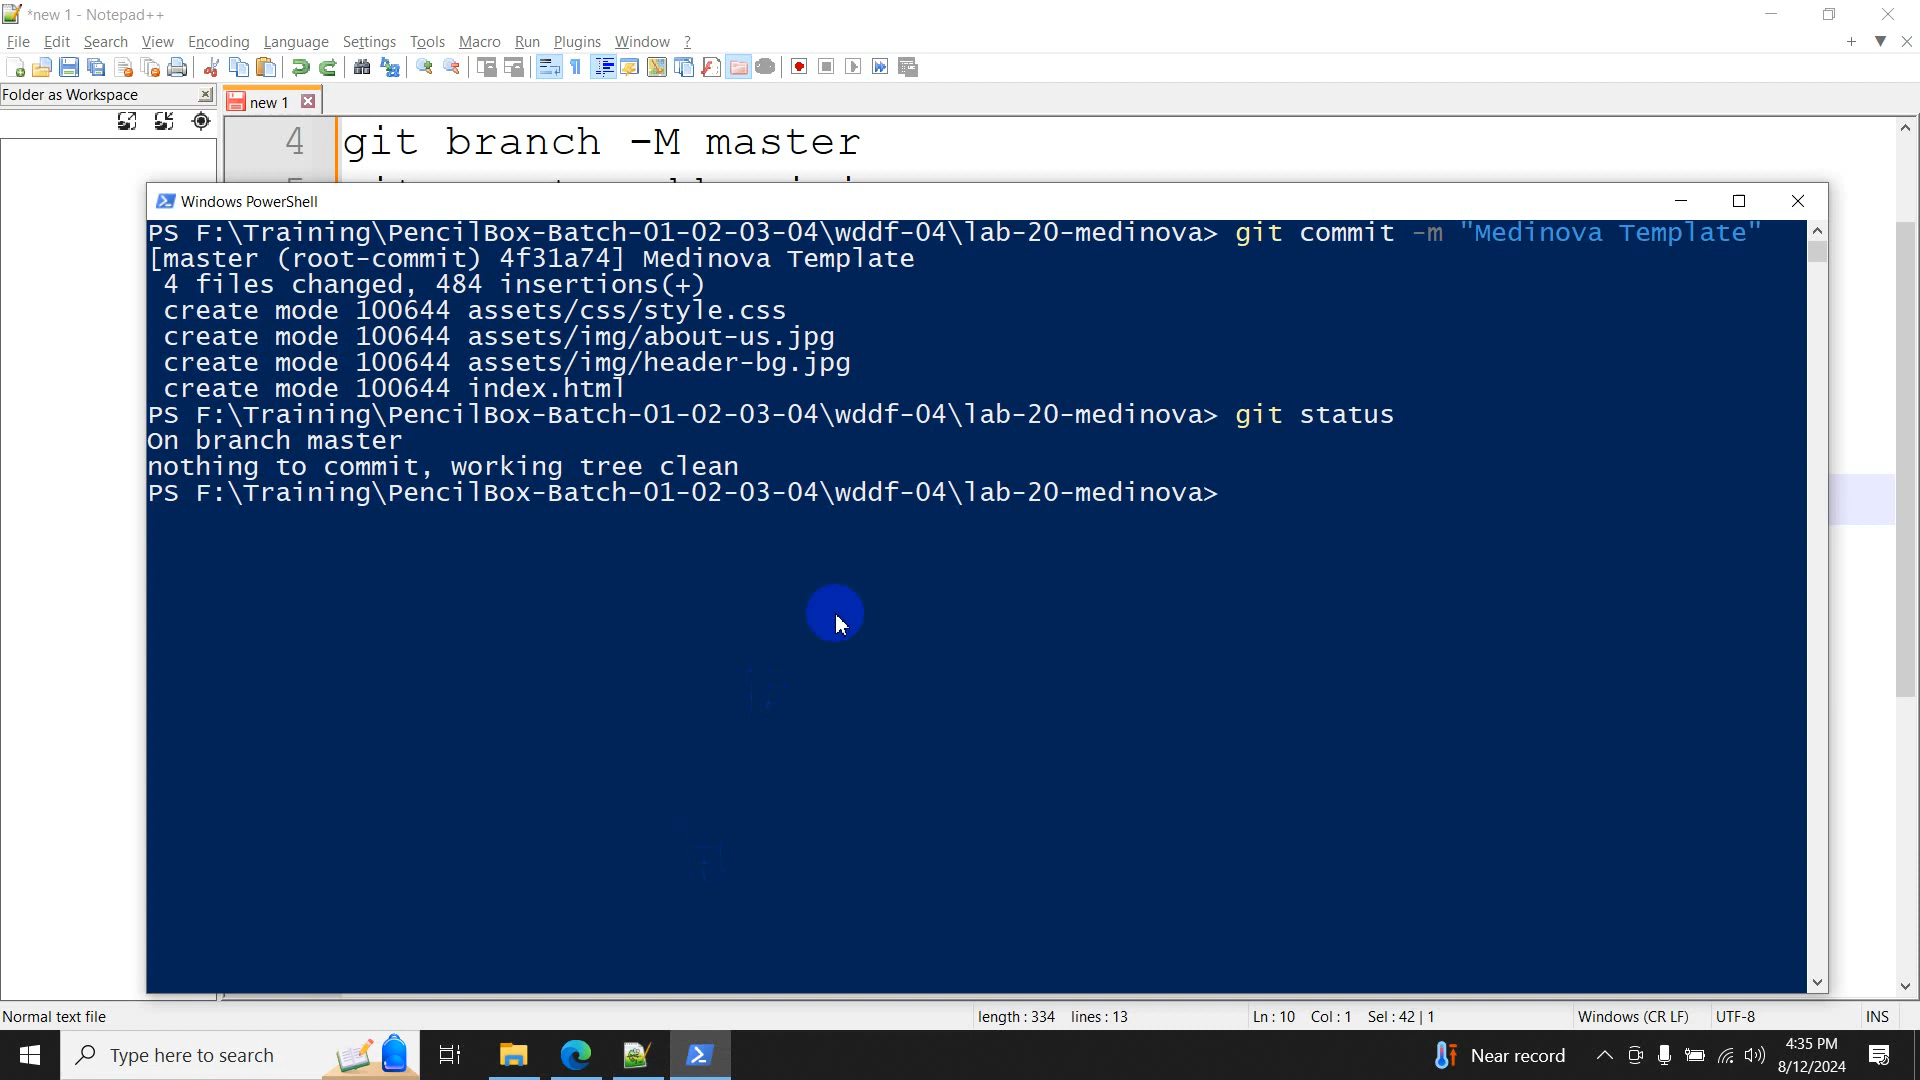 *new 1 - Notepad++
File Edit Search View Encoding Language Settings Tools Macro Run Plugins Window ?
Folder as Workspace
new 1
4 git branch -M master
Windows PowerShell
PS F:\Training\PencilBox-Batch-01-02-03-04\wddf-04\lab-20-medinova> git commit -m "Medinova Template"
[master (root-commit) 4f31a74] Medinova Template
4 files changed, 484 insertions(+)
create mode 100644 assets/css/style.css
create mode 100644 assets/img/about-us.jpg
create mode 100644 assets/img/header-bg.jpg
create mode 100644 index.html
PS F:\Training\PencilBox-Batch-01-02-03-04\wddf-04\lab-20-medinova> git status
On branch master
nothing to commit, working tree clean
PS F:\Training\PencilBox-Batch-01-02-03-04\wddf-04\lab-20-medinova>
Normal text file length : 334 lines : 13 Ln : 10 Col : 1 Sel : 42 | 1 Windows (CR LF) UTF-8 INS
Type here to search
Near record
4:35 PM
8/12/2024